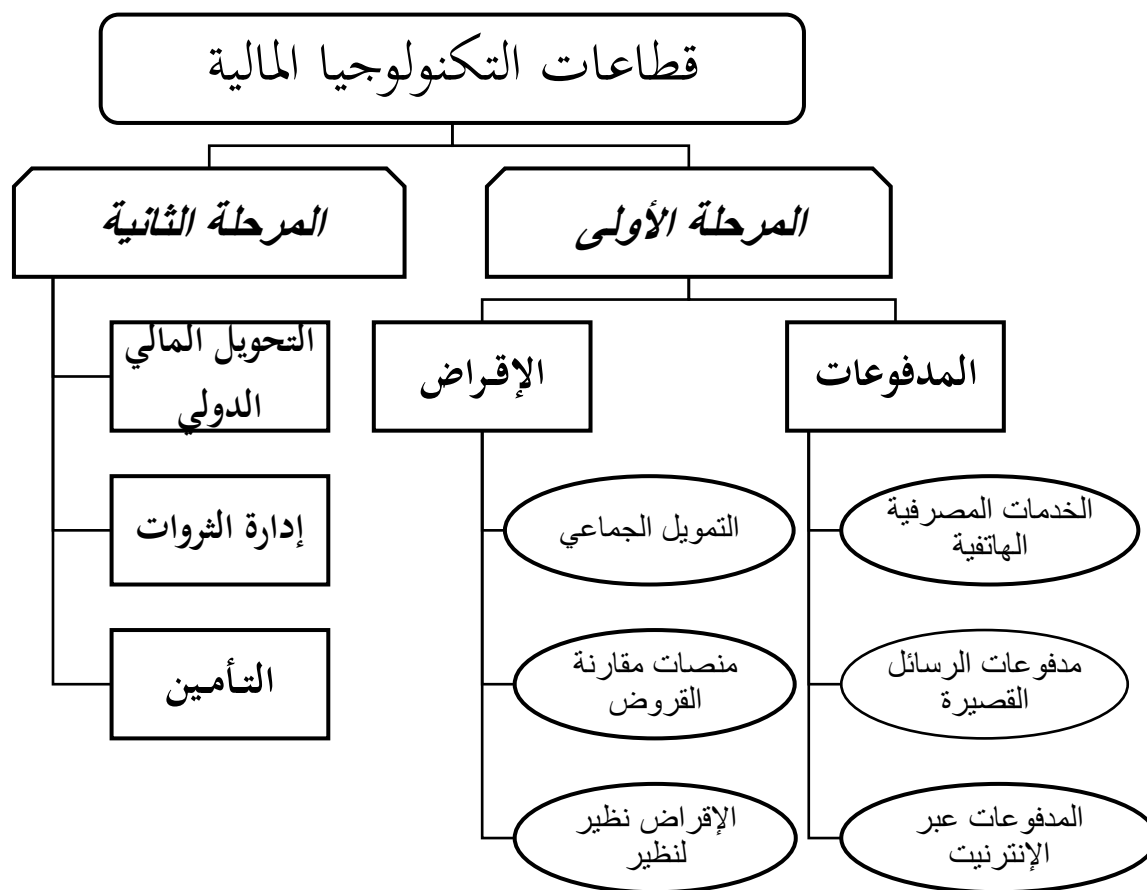 قطاعات التكنولوجيا المالية
المرحلة الأولى
المرحلة الثانية
المدفوعات
الخدمات المصرفية
الهاتفية
مدفوعات الرسائل
القصيرة
المدفوعات عبر
الإنترنيت
الإقراض
التمويل الجماعي
منصات مقارنة
القروض
الإقراض نظير
لنظير
التحويل المالي
الدولي
إدارة الثروات
التأمين